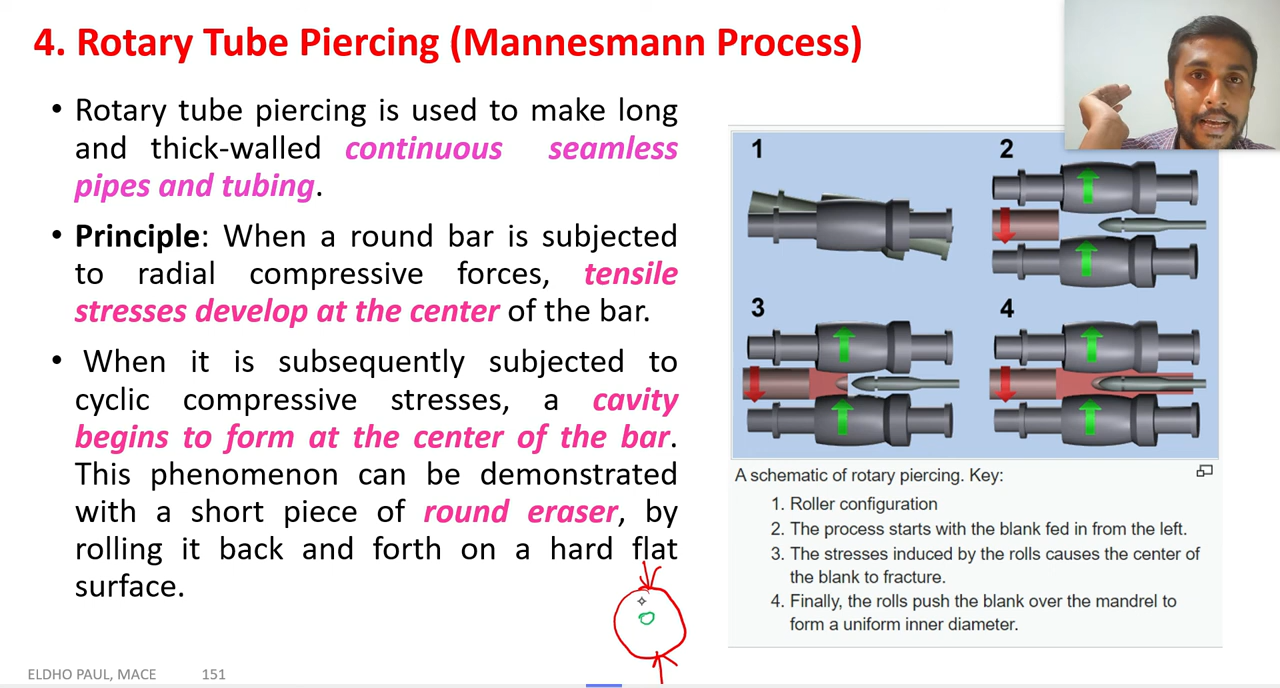 4. Rotary Tube Piercing (Mannesmann Process)
• Rotary tube piercing is used to make long
and thick-walled continuous seamless
pipes and tubing.
• Principle: When a round bar is subjected
to radial compressive forces, tensile
stresses develop at the center of the bar.
• When it is subsequently subjected to
cyclic compressive stresses, a cavity
begins to form at the center of the bar.
This phenomenon can be demonstrated
with a short piece of round eraser, by
rolling it back and forth on a hard flat
surface.
1
2
3
4
A schematic of rotary piercing. Key:
1. Roller configuration
2. The process starts with the blank fed in from the left.
3. The stresses induced by the rolls causes the center of
the blank to fracture.
4. Finally, the rolls push the blank over the mandrel to
form a uniform inner diameter.
ELDHO PAUL, MACE
151